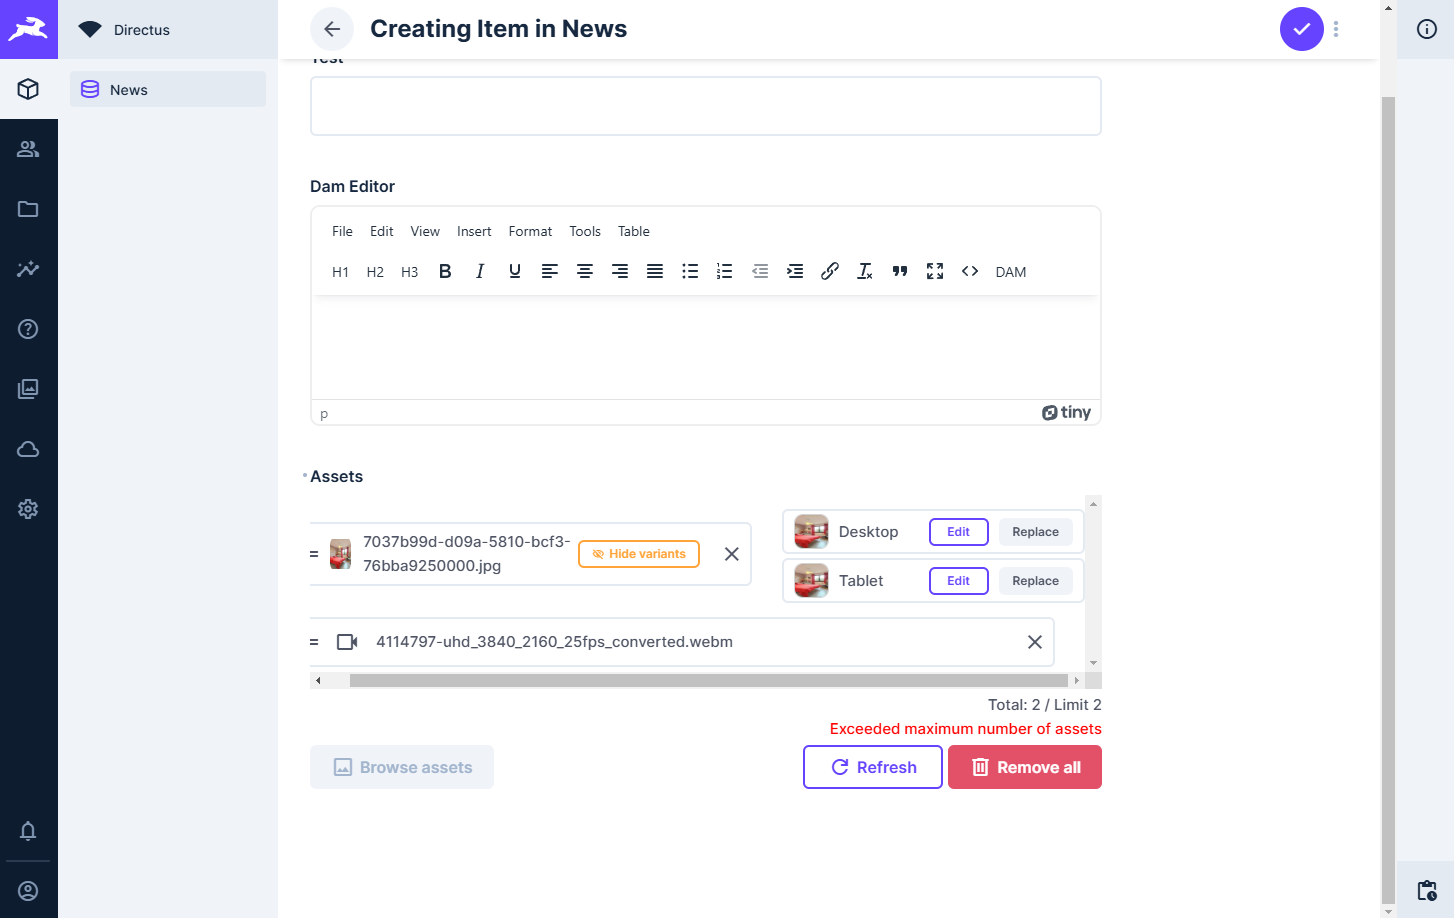 Directus
Creating Item in News
News
Test
Dam Editor
File Edit View Insert Format Tools Table
H1 H2 H3 B I U DAM
p
tiny
Assets
7037b99d-d09a-5810-bcf3-
76bba9250000.jpg
Hide variants
Desktop Edit Replace
Tablet Edit Replace
4114797-uhd_3840_2160_25fps_converted.webm
Total: 2 / Limit 2
Exceeded maximum number of assets
Browse assets
Refresh
Remove all